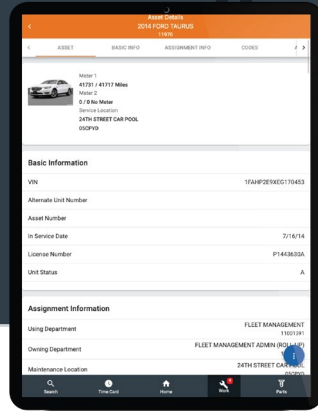 Asset Details
2014 FORD TAURUS
11970
ASSET BASIC INFO ASSIGNMENT INFO CODES
Meter 1
41731 / 41717 Miles
Meter 2
0 / 0 No Meter
Service Location
24TH STREET CAR POOL
05OPYD
Basic Information
VIN 1FAHP2E9XEG170453
Alternate Unit Number
Asset Number
In Service Date 7/16/14
License Number P1443630A
Unit Status A
Assignment Information
Using Department FLEET MANAGEMENT
11001391
Owning Department FLEET MANAGEMENT ADMIN (ROLL-UP)
Maintenance Location 24TH STREET CAR POOL
Search Time Card Home Work Parts